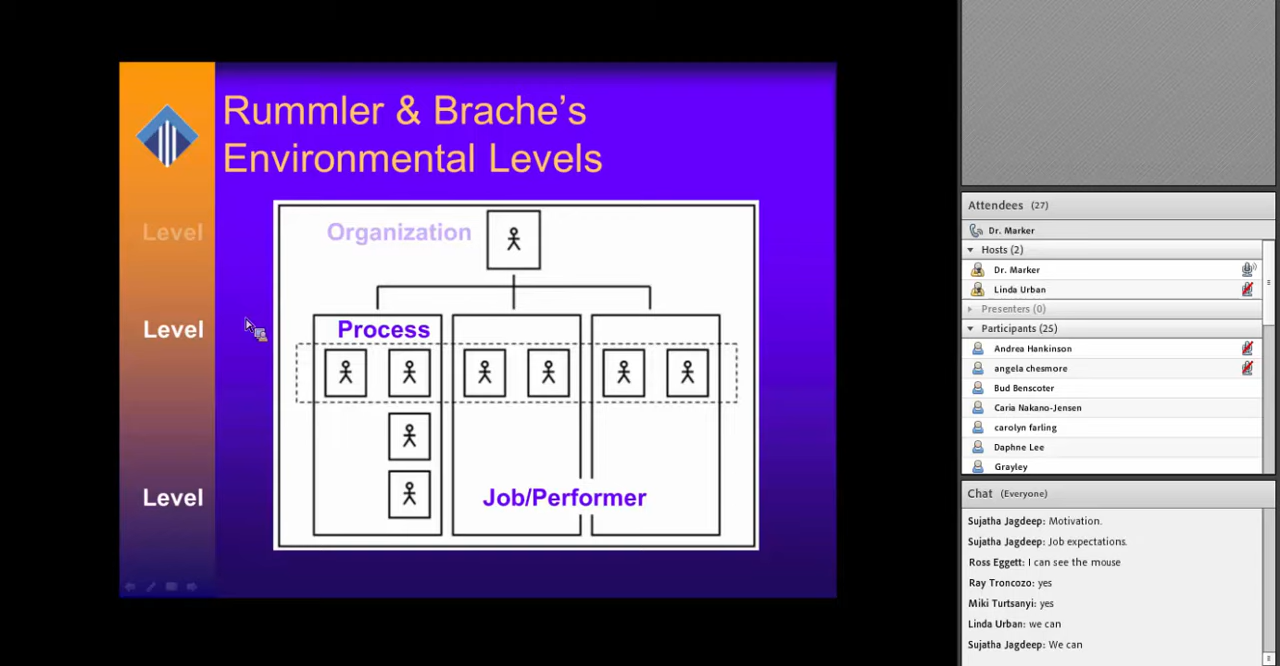 Rummler & Brache's
Environmental Levels
Level
Organization
Level
Process
Level
Job/Performer
Attendees (27)
Dr. Marker
Hosts (2)
Dr. Marker
Linda Urban
Presenters (0)
Participants (25)
Andrea Hankinson
angela chesmore
Bud Benscoter
Caria Nakano-Jensen
carolyn farling
Daphne Lee
Grayley
Chat (Everyone)
Sujatha Jagdeep: Motivation.
Sujatha Jagdeep: Job expectations.
Ross Eggett: I can see the mouse
Ray Troncozo: yes
Miki Turtsanyi: yes
Linda Urban: we can
Sujatha Jagdeep: We can